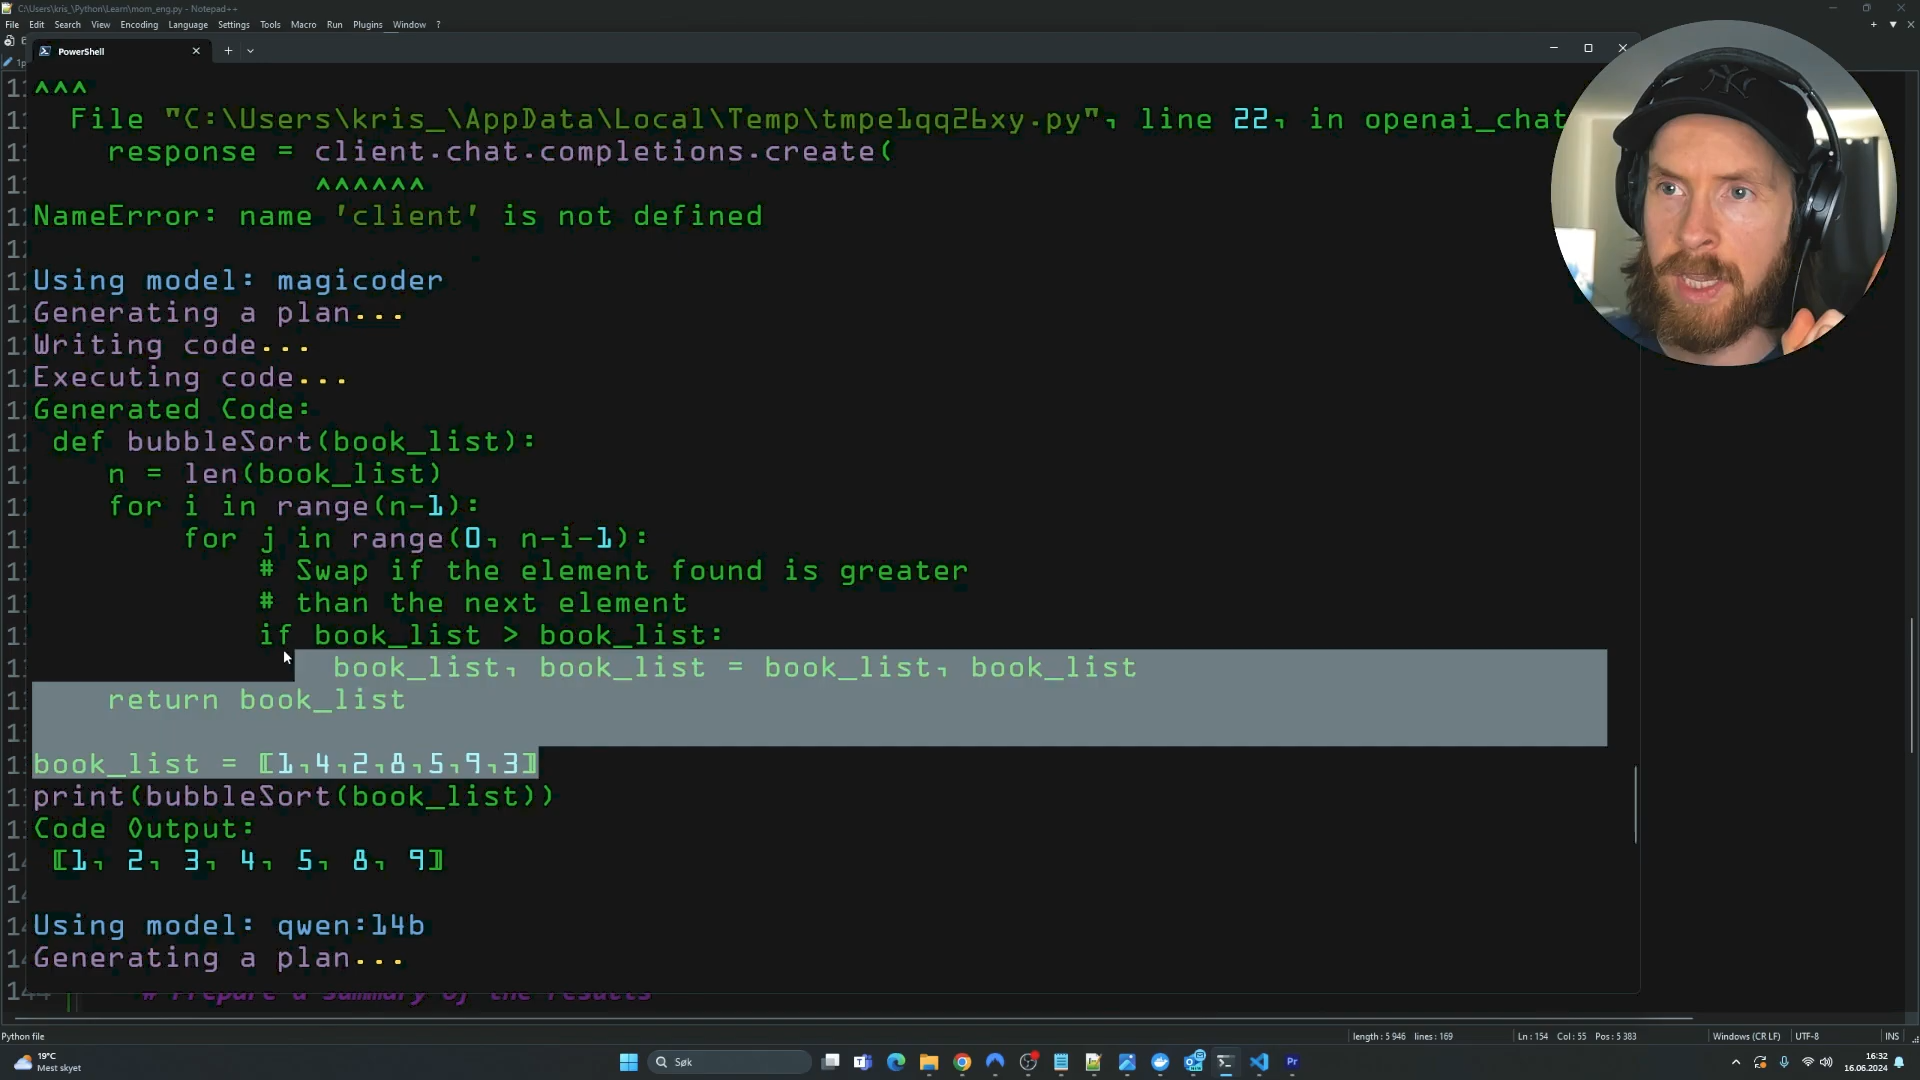 C:\Users\kris_\Python\Learn\mom_eng.py - Notepad++
File Edit Search View Encoding Language Settings Tools Macro Run Plugins Window ?
PowerShell
^^^
File "C:\Users\kris_\AppData\Local\Temp\tmpe1qq26xy.py", line 22, in openai_chat
response = client.chat.completions.create(
^^^^^^
NameError: name 'client' is not defined
Using model: magicoder
Generating a plan...
Writing code...
Executing code...
Generated Code:
def bubbleSort(book_list):
n = len(book_list)
for i in range(n-1):
for j in range(0, n-i-1):
# Swap if the element found is greater
# than the next element
if book_list > book_list:
book_list, book_list = book_list, book_list
return book_list
book_list = [1,4,2,8,5,9,3]
print(bubbleSort(book_list))
Code Output:
[1, 2, 3, 4, 5, 8, 9]
Using model: qwen:14b
Generating a plan...
144 # Prepare a summary of the results
Python file length : 5 946 lines : 169 Ln : 154 Col : 55 Pos : 5 383 Windows (CR LF) UTF-8 INS
19°C
Mest skyet
Søk
16:32
16.06.2024